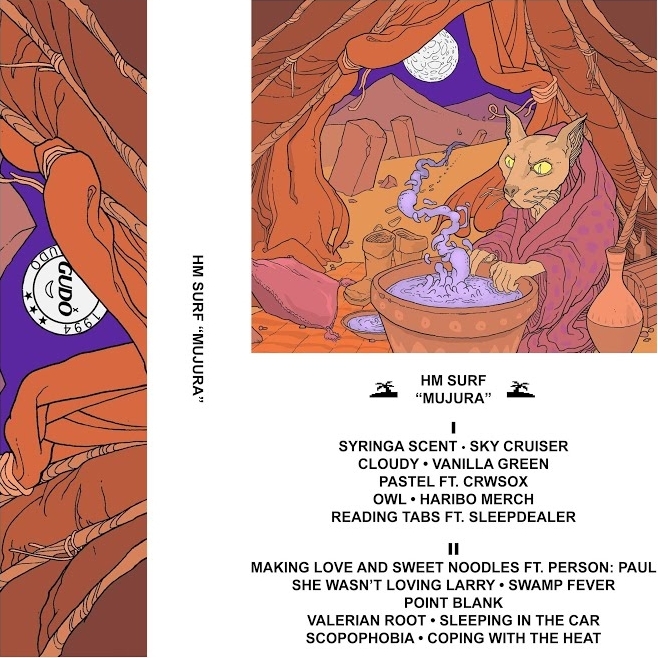 GUDO
GUDO
1994
HM SURF "MUJURA"
HM SURF
“MUJURA”
I
SYRINGA SCENT · SKY CRUISER
CLOUDY • VANILLA GREEN
PASTEL FT. CRWSOX
OWL • HARIBO MERCH
READING TABS FT. SLEEPDEALER
II
MAKING LOVE AND SWEET NOODLES FT. PERSON: PAUL
SHE WASN’T LOVING LARRY • SWAMP FEVER
POINT BLANK
VALERIAN ROOT • SLEEPING IN THE CAR
SCOPOPHOBIA • COPING WITH THE HEAT